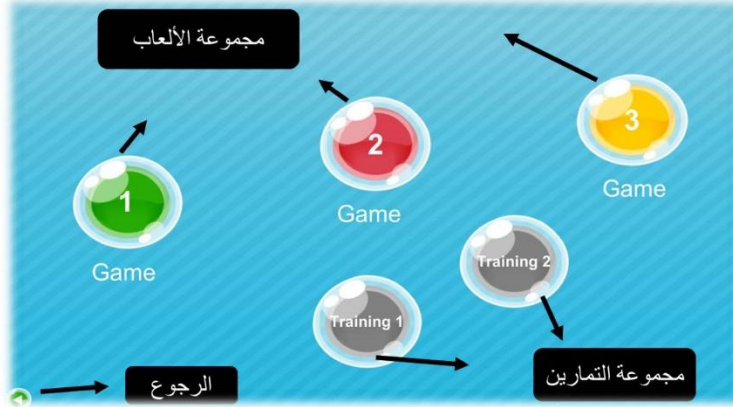 مجموعة الألعاب
3
2
Game
1
Game
Game
Training 2
Training 1
مجموعة التمارين
الرجوع